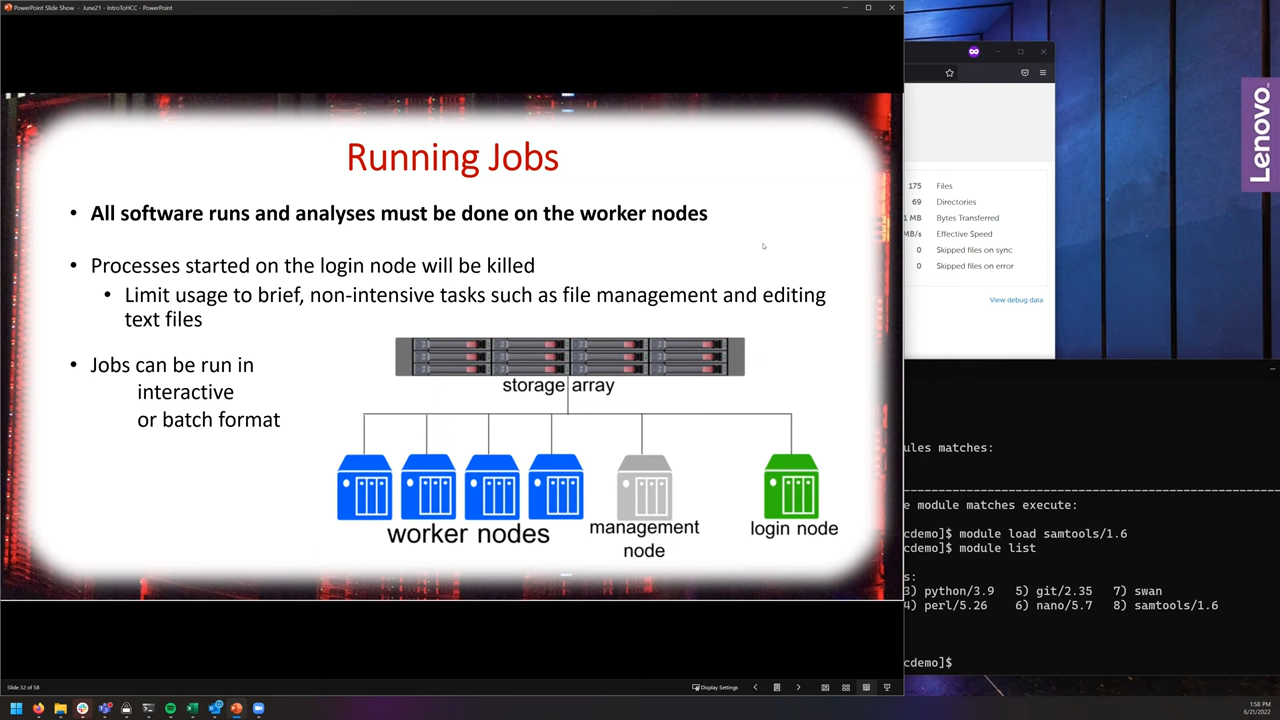 PowerPoint Slide Show - June21 - IntroToHCC - PowerPoint
Running Jobs
• All software runs and analyses must be done on the worker nodes
• Processes started on the login node will be killed
• Limit usage to brief, non-intensive tasks such as file management and editing
text files
• Jobs can be run in
interactive
or batch format
storage array
worker nodes
management
node
login node
Slide 32 of 58
Display Settings
175 Files
69 Directories
1 MB Bytes Transferred
MB/s Effective Speed
0 Skipped files on sync
0 Skipped files on error
View debug data
Lenovo
ules matches:
e module matches execute:
cdemo]$ module load samtools/1.6
cdemo]$ module list
s:
3) python/3.9 5) git/2.35 7) swan
4) perl/5.26 6) nano/5.7 8) samtools/1.6
cdemo]$
1:58 PM
6/21/2022